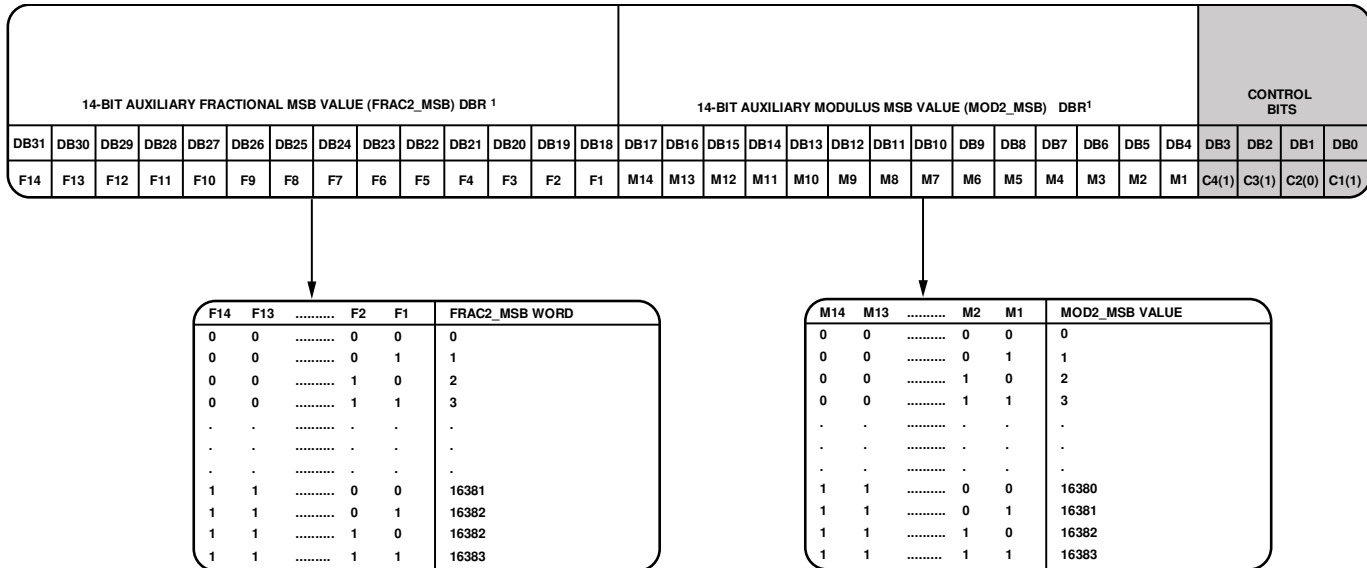 14-BIT AUXILIARY FRACTIONAL MSB VALUE (FRAC2_MSB) DBR 1
14-BIT AUXILIARY MODULUS MSB VALUE (MOD2_MSB) DBR1
CONTROL
BITS
DB31 DB30 DB29 DB28 DB27 DB26 DB25 DB24 DB23 DB22 DB21 DB20 DB19 DB18 DB17 DB16 DB15 DB14 DB13 DB12 DB11 DB10 DB9 DB8 DB7 DB6 DB5 DB4 DB3 DB2 DB1 DB0
F14 F13 F12 F11 F10 F9 F8 F7 F6 F5 F4 F3 F2 F1 M14 M13 M12 M11 M10 M9 M8 M7 M6 M5 M4 M3 M2 M1 C4(1) C3(1) C2(0) C1(1)
F14 F13 .......... F2 F1 FRAC2_MSB WORD
0 0 .......... 0 0 0
0 0 .......... 0 1 1
0 0 .......... 1 0 2
0 0 .......... 1 1 3
. . .......... . . .
. . .......... . . .
. . .......... . . .
1 1 .......... 0 0 16381
1 1 .......... 0 1 16382
1 1 .......... 1 0 16382
1 1 ......... 1 1 16383
M14 M13 .......... M2 M1 MOD2_MSB VALUE
0 0 .......... 0 0 0
0 0 .......... 0 1 1
0 0 .......... 1 0 2
0 0 .......... 1 1 3
. . .......... . . .
. . .......... . . .
. . .......... . . .
1 1 .......... 0 0 16380
1 1 .......... 0 1 16381
1 1 .......... 1 0 16382
1 1 ......... 1 1 16383